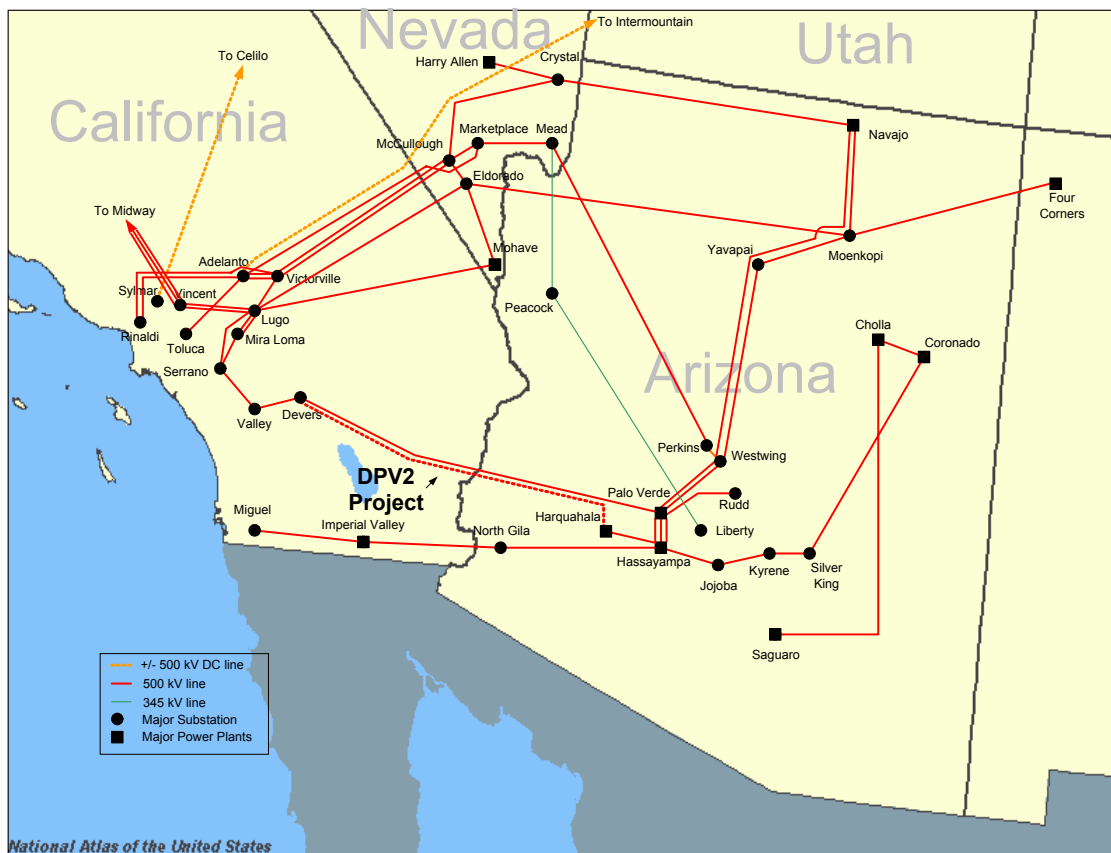 To Intermountain
Nevada
Utah
To Celilo
Harry Allen
Crystal
California
McCullough
Marketplace
Mead
Navajo
Eldorado
Four
Corners
To Midway
Mohave
Yavapai
Moenkopi
Adelanto
Victorville
Sylmar
Vincent
Peacock
Lugo
Rinaldi
Toluca
Mira Loma
Cholla
Coronado
Serrano
Arizona
Valley
Devers
Perkins
Westwing
DPV2
Project
Palo Verde
Rudd
Miguel
Imperial Valley
North Gila
Harquahala
Liberty
Hassayampa
Jojoba
Kyrene
Silver
King
Saguaro
+/- 500 kV DC line
500 kV line
345 kV line
Major Substation
Major Power Plants
National Atlas of the United States